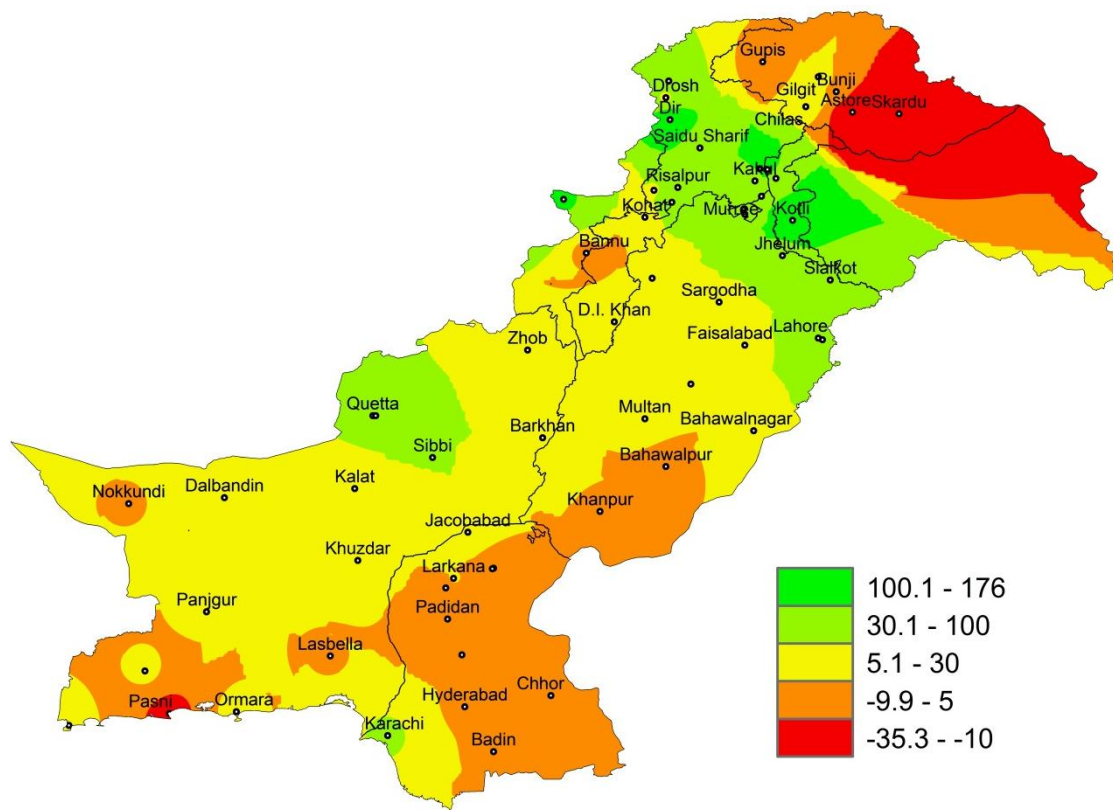 Gupis
Bunji
Gilgit
Astore
Skardu
Drosh
Dir
Chilas
Saidu Sharif
Kakul
Risalpur
Kohat
Murree
Kotli
Bannu
Jhelum
Sialkot
Sargodha
D.I. Khan
Lahore
Faisalabad
Zhob
Quetta
Multan
Bahawalnagar
Barkhan
Sibbi
Bahawalpur
Kalat
Dalbandin
Nokkundi
Khanpur
Jacobabad
Khuzdar
Larkana
Panjgur
Padidan
Lasbella
Chhor
Hyderabad
Pasni
Ormara
Karachi
Badin
100.1 - 176
30.1 - 100
5.1 - 30
-9.9 - 5
-35.3 - -10